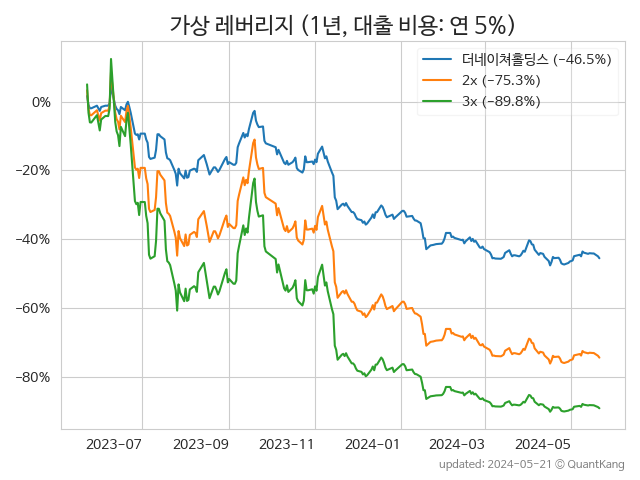 가상 레버리지 (1년, 대출 비용: 연 5%)
더네이쳐홀딩스 (−46.5%)
2x (−75.3%)
3x (−89.8%)
0%
−20%
−40%
−60%
−80%
2023-07 2023-09 2023-11 2024-01 2024-03 2024-05
updated: 2024-05-21 © QuantKang